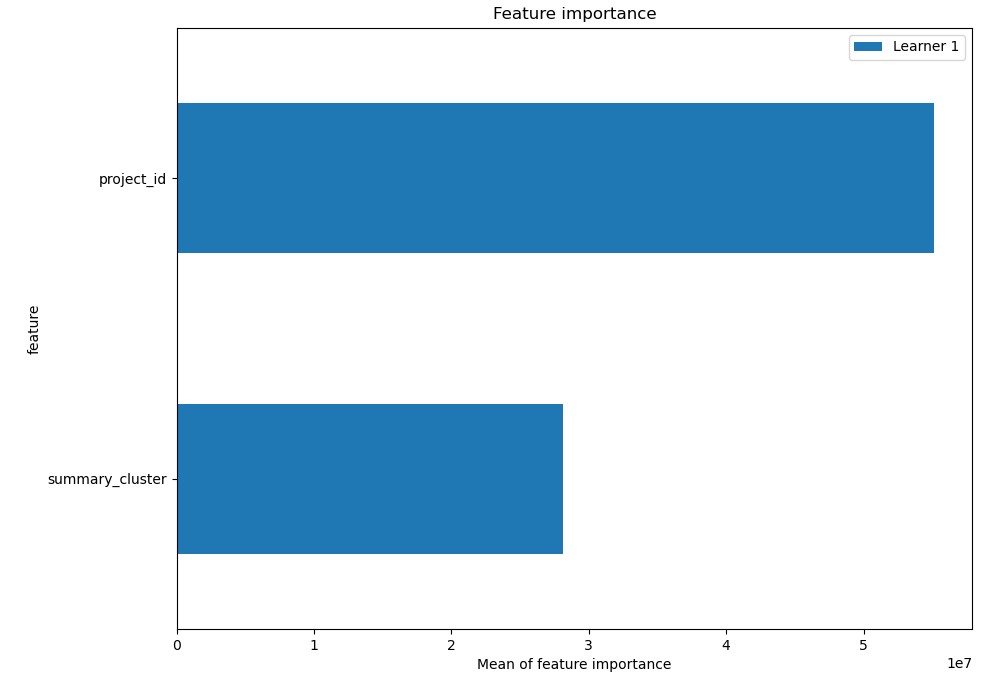 Feature importance
Learner 1
project_id
feature
summary_cluster
0 1 2 3 4 5
1e7
Mean of feature importance